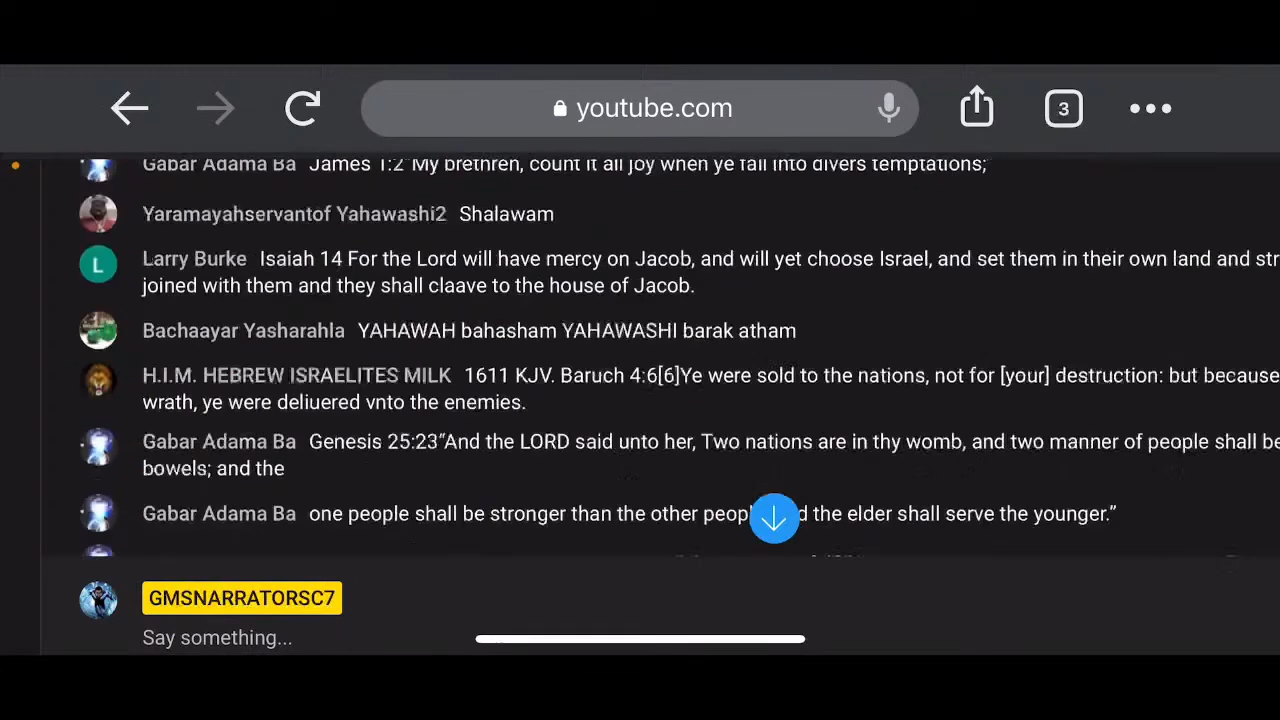 youtube.com
3
Gabar Adama Ba James 1:2“My brethren, count it all joy when ye fall into divers temptations;
Yaramayahservantof Yahawashi2 Shalawam
L
Larry Burke Isaiah 14 For the Lord will have mercy on Jacob, and will yet choose Israel, and set them in their own land and
joined with them and they shall claave to the house of Jacob.
Bachaayar Yasharahla YAHAWAH bahasham YAHAWASHI barak atham
H.I.M. HEBREW ISRAELITES MILK 1611 KJV. Baruch 4:6[6]Ye were sold to the nations, not for [your] destruction: but because
wrath, ye were deliuered vnto the enemies.
Gabar Adama Ba Genesis 25:23“And the LORD said unto her, Two nations are in thy womb, and two manner of people shall be
bowels; and the
Gabar Adama Ba one people shall be stronger than the other the elder shall serve the younger.”
GMSNARRATORSC7
Say something...